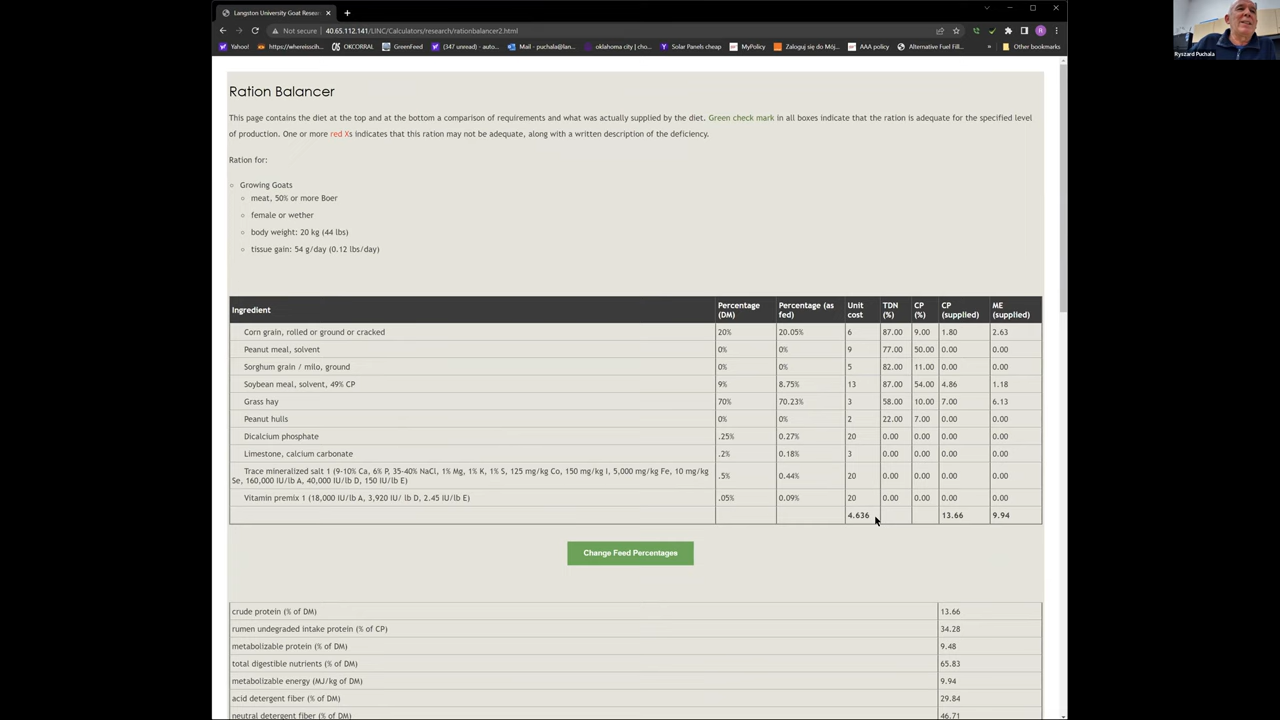 Langston University Goat Resear
Not secure 40.65.112.141/LINC/Calculators/research/rationbalancer2.html
Yahoo! https://whereisscih... OKCORRAL GreenFeed (347 unread) - auto... Mail - puchala@lan... oklahoma city | cho... Solar Panels cheap MyPolicy Zaloguj się do Mój... AAA policy Alternative Fuel Fill... » Other bookmarks
Ryszard Puchala
Ration Balancer
This page contains the diet at the top and at the bottom a comparison of requirements and what was actually supplied by the diet. Green check mark in all boxes indicate that the ration is adequate for the specified level
of production. One or more red Xs indicates that this ration may not be adequate, along with a written description of the deficiency.
Ration for:
Growing Goats
meat, 50% or more Boer
female or wether
body weight: 20 kg (44 lbs)
tissue gain: 54 g/day (0.12 lbs/day)
Ingredient Percentage (DM) Percentage (as fed) Unit cost TDN (%) CP (%) CP (supplied) ME (supplied)
Corn grain, rolled or ground or cracked 20% 20.05% 6 87.00 9.00 1.80 2.63
Peanut meal, solvent 0% 0% 9 77.00 50.00 0.00 0.00
Sorghum grain / milo, ground 0% 0% 5 82.00 11.00 0.00 0.00
Soybean meal, solvent, 49% CP 9% 8.75% 13 87.00 54.00 4.86 1.18
Grass hay 70% 70.23% 3 58.00 10.00 7.00 6.13
Peanut hulls 0% 0% 2 22.00 7.00 0.00 0.00
Dicalcium phosphate .25% 0.27% 20 0.00 0.00 0.00 0.00
Limestone, calcium carbonate .2% 0.18% 3 0.00 0.00 0.00 0.00
Trace mineralized salt 1 (9-10% Ca, 6% P, 35-40% NaCl, 1% Mg, 1% K, 1% S, 125 mg/kg Co, 150 mg/kg I, 5,000 mg/kg Fe, 10 mg/kg
Se, 160,000 IU/lb A, 40,000 IU/lb D, 150 IU/lb E) .5% 0.44% 20 0.00 0.00 0.00 0.00
Vitamin premix 1 (18,000 IU/lb A, 3,920 IU/ lb D, 2.45 IU/lb E) .05% 0.09% 20 0.00 0.00 0.00 0.00
4.636 13.66 9.94
Change Feed Percentages
crude protein (% of DM) 13.66
rumen undegraded intake protein (% of CP) 34.28
metabolizable protein (% of DM) 9.48
total digestible nutrients (% of DM) 65.83
metabolizable energy (MJ/kg of DM) 9.94
acid detergent fiber (% of DM) 29.84
neutral detergent fiber (% of DM) 46.71